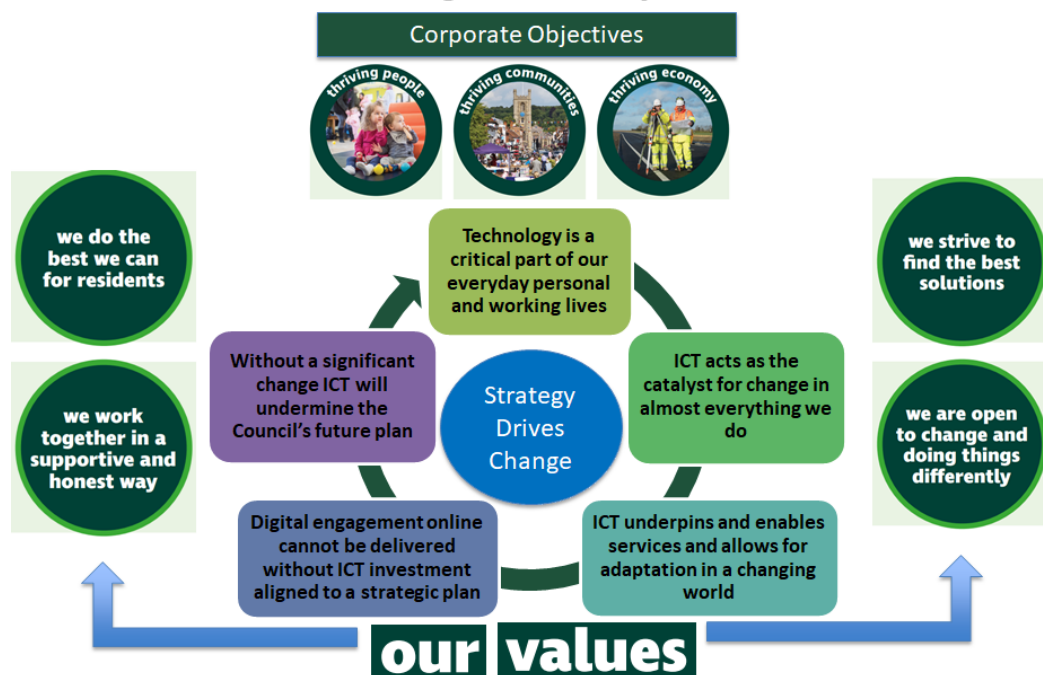 Corporate Objectives
thriving people
thriving communities
thriving economy
we do the
best we can
for residents
we work
together in a
supportive and
honest way
Technology is a
critical part of our
everyday personal
and working lives
Without a significant
change ICT will
undermine the
Council's future plan
Strategy
Drives
Change
ICT acts as the
catalyst for change in
almost everything we
do
Digital engagement online
cannot be delivered
without ICT investment
aligned to a strategic plan
ICT underpins and enables
services and allows for
adaptation in a changing
world
we strive to
find the best
solutions
we are open
to change and
doing things
differently
our values